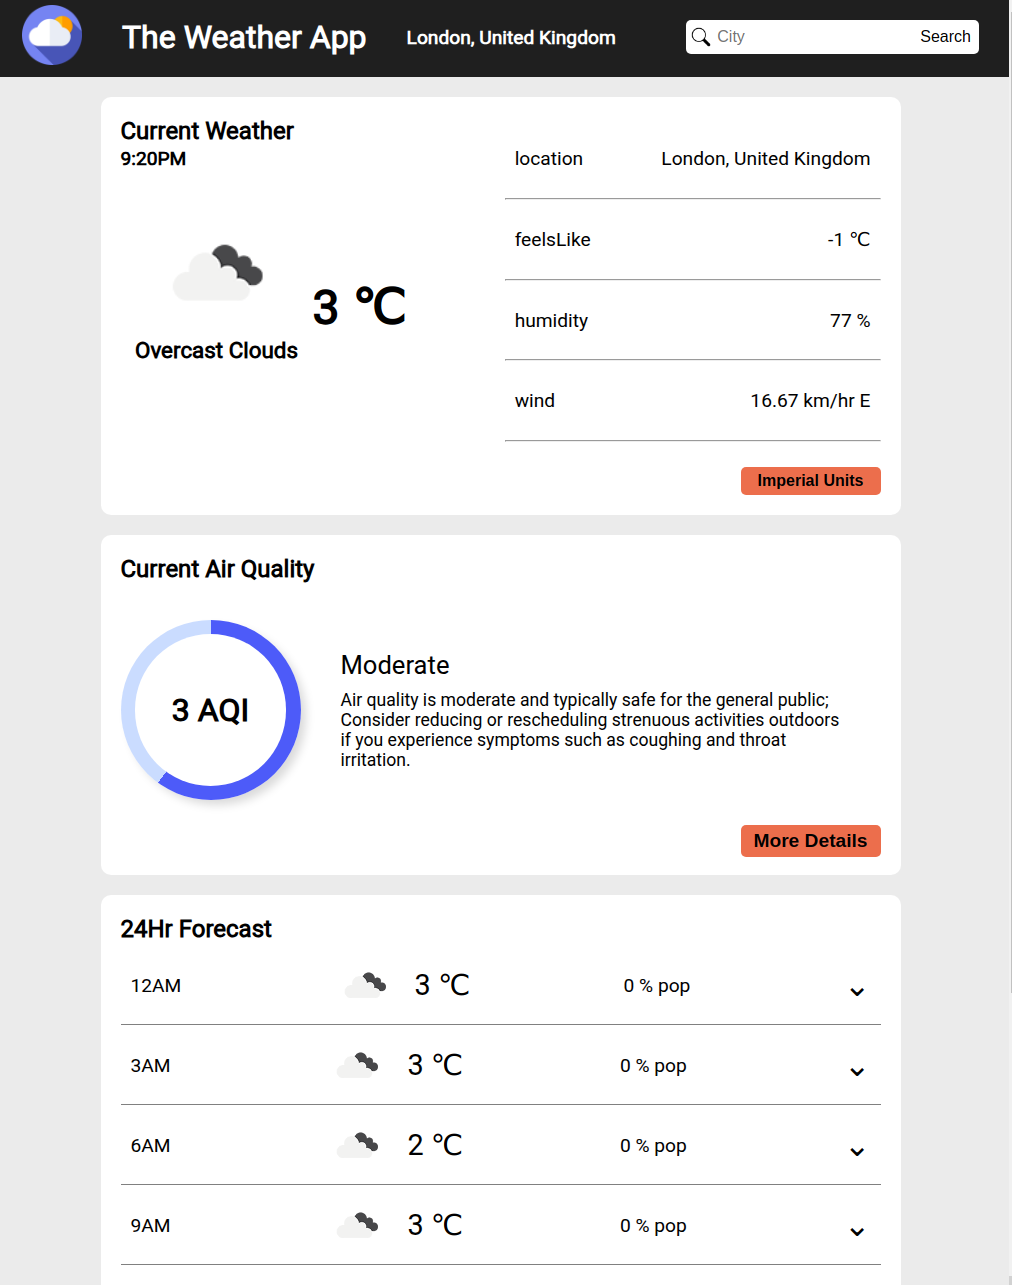 The Weather App
London, United Kingdom
City
Search
Current Weather
9:20PM
3 ℃
Overcast Clouds
location London, United Kingdom
feelsLike -1 ℃
humidity 77 %
wind 16.67 km/hr E
Imperial Units
Current Air Quality
3 AQI
Moderate
Air quality is moderate and typically safe for the general public;
Consider reducing or rescheduling strenuous activities outdoors
if you experience symptoms such as coughing and throat
irritation.
More Details
24Hr Forecast
12AM 3 ℃ 0 % pop
3AM 3 ℃ 0 % pop
6AM 2 ℃ 0 % pop
9AM 3 ℃ 0 % pop